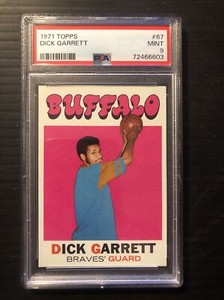 1971 TOPPS #67
DICK GARRETT MINT
9
PSA 72466603
BUFFALO
DICK GARRETT
BRAVES' GUARD